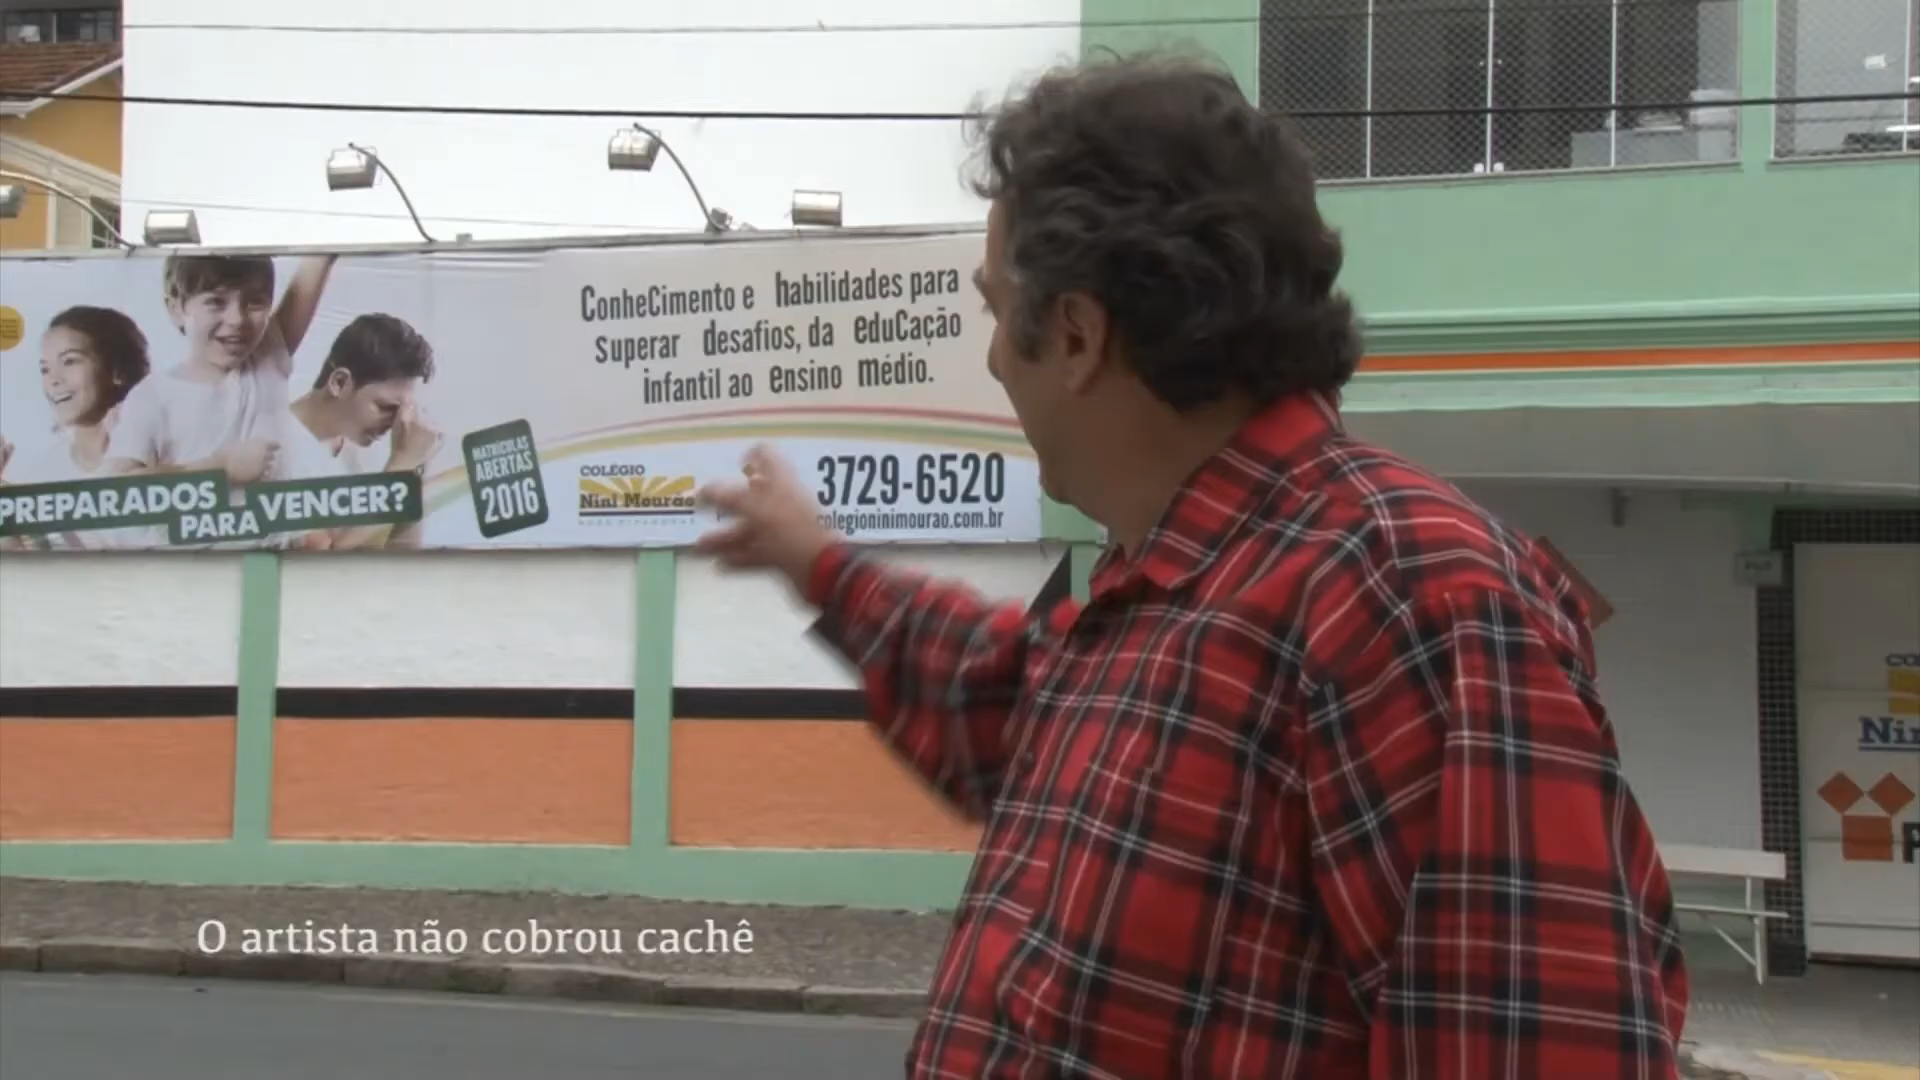 ConheCimento e habilidades para
superar desafios, da eduCação
infantil ao ensino médio.
PREPARADOS
PARA VENCER?
MATRÍCULAS
ABERTAS
2016
COLÉGIO
Nini Mourão
3729-6520
colegioninimourao.com.br
O artista não cobrou cachê